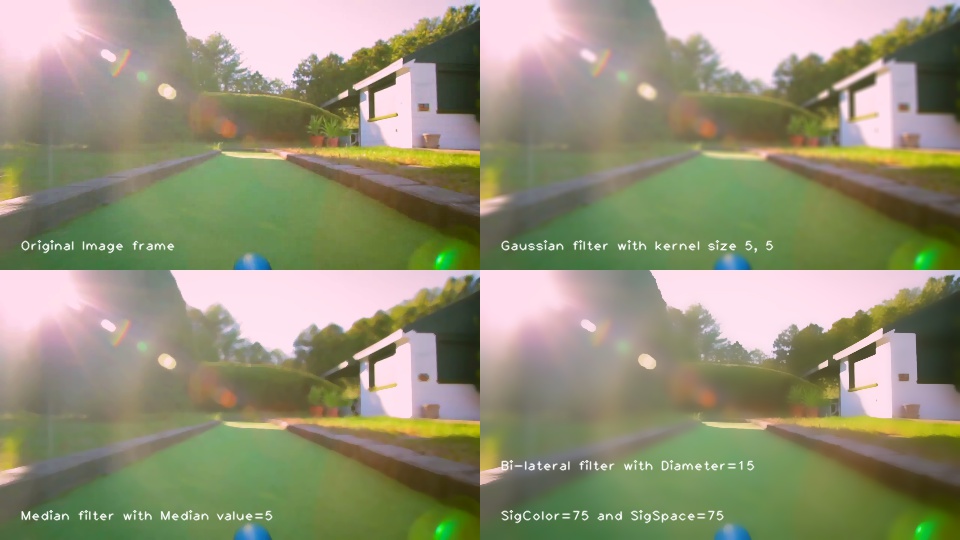 Original Image frame
Gaussian filter with kernel size 5, 5
Median filter with Median value=5
Bi-lateral filter with Diameter=15
SigColor=75 and SigSpace=75